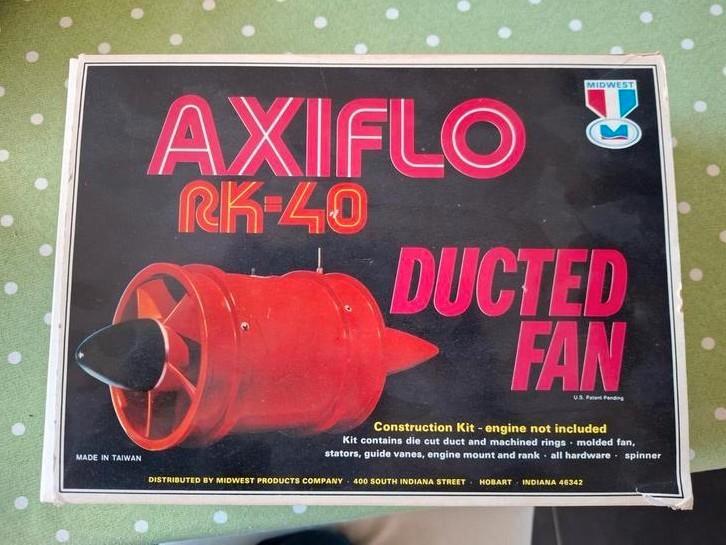 MIDWEST
AXIFLO
RK-40
DUCTED
FAN
U.S. Patent Pending
Construction Kit - engine not included
Kit contains die cut duct and machined rings · molded fan,
stators, guide vanes, engine mount and rank · all hardware · spinner
MADE IN TAIWAN
DISTRIBUTED BY MIDWEST PRODUCTS COMPANY · 400 SOUTH INDIANA STREET · HOBART · INDIANA 46342